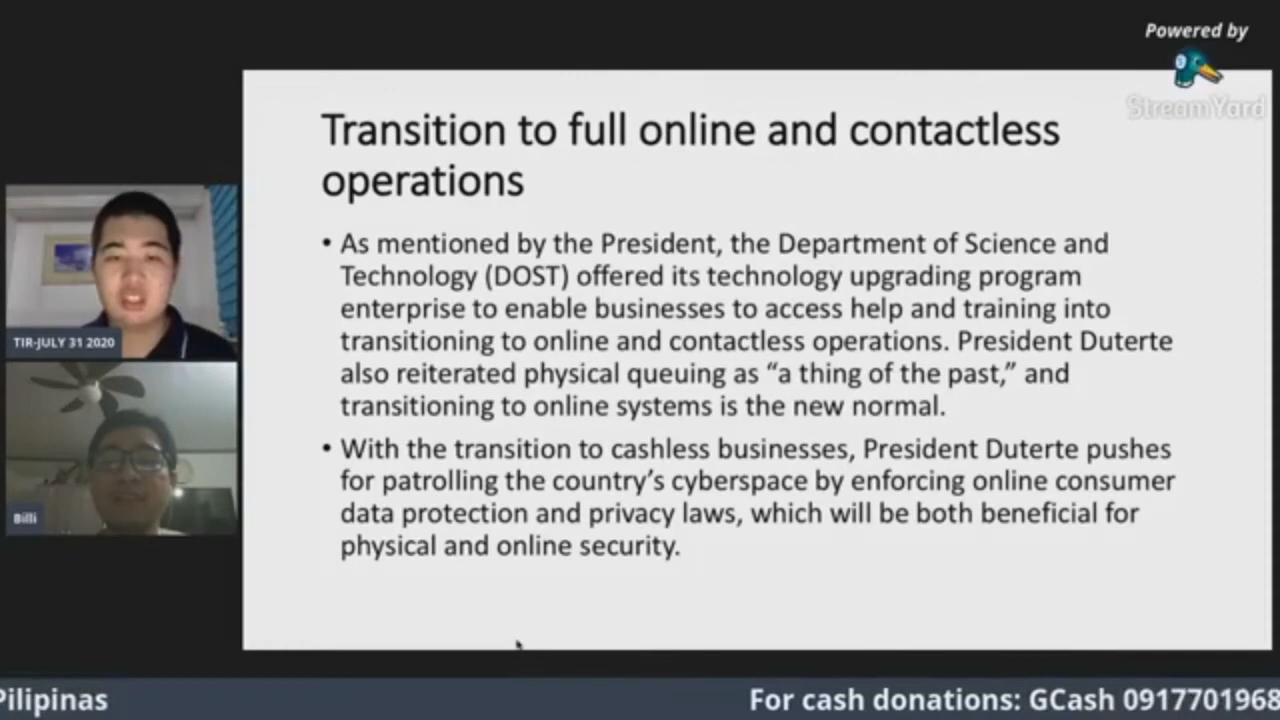 Powered by
StreamYard
Transition to full online and contactless
operations
• As mentioned by the President, the Department of Science and
Technology (DOST) offered its technology upgrading program
enterprise to enable businesses to access help and training into
transitioning to online and contactless operations. President Duterte
also reiterated physical queuing as “a thing of the past,” and
transitioning to online systems is the new normal.
• With the transition to cashless businesses, President Duterte pushes
for patrolling the country’s cyberspace by enforcing online consumer
data protection and privacy laws, which will be both beneficial for
physical and online security.
TIR-JULY 31 2020
Billi
Pilipinas
For cash donations: GCash 0917701968